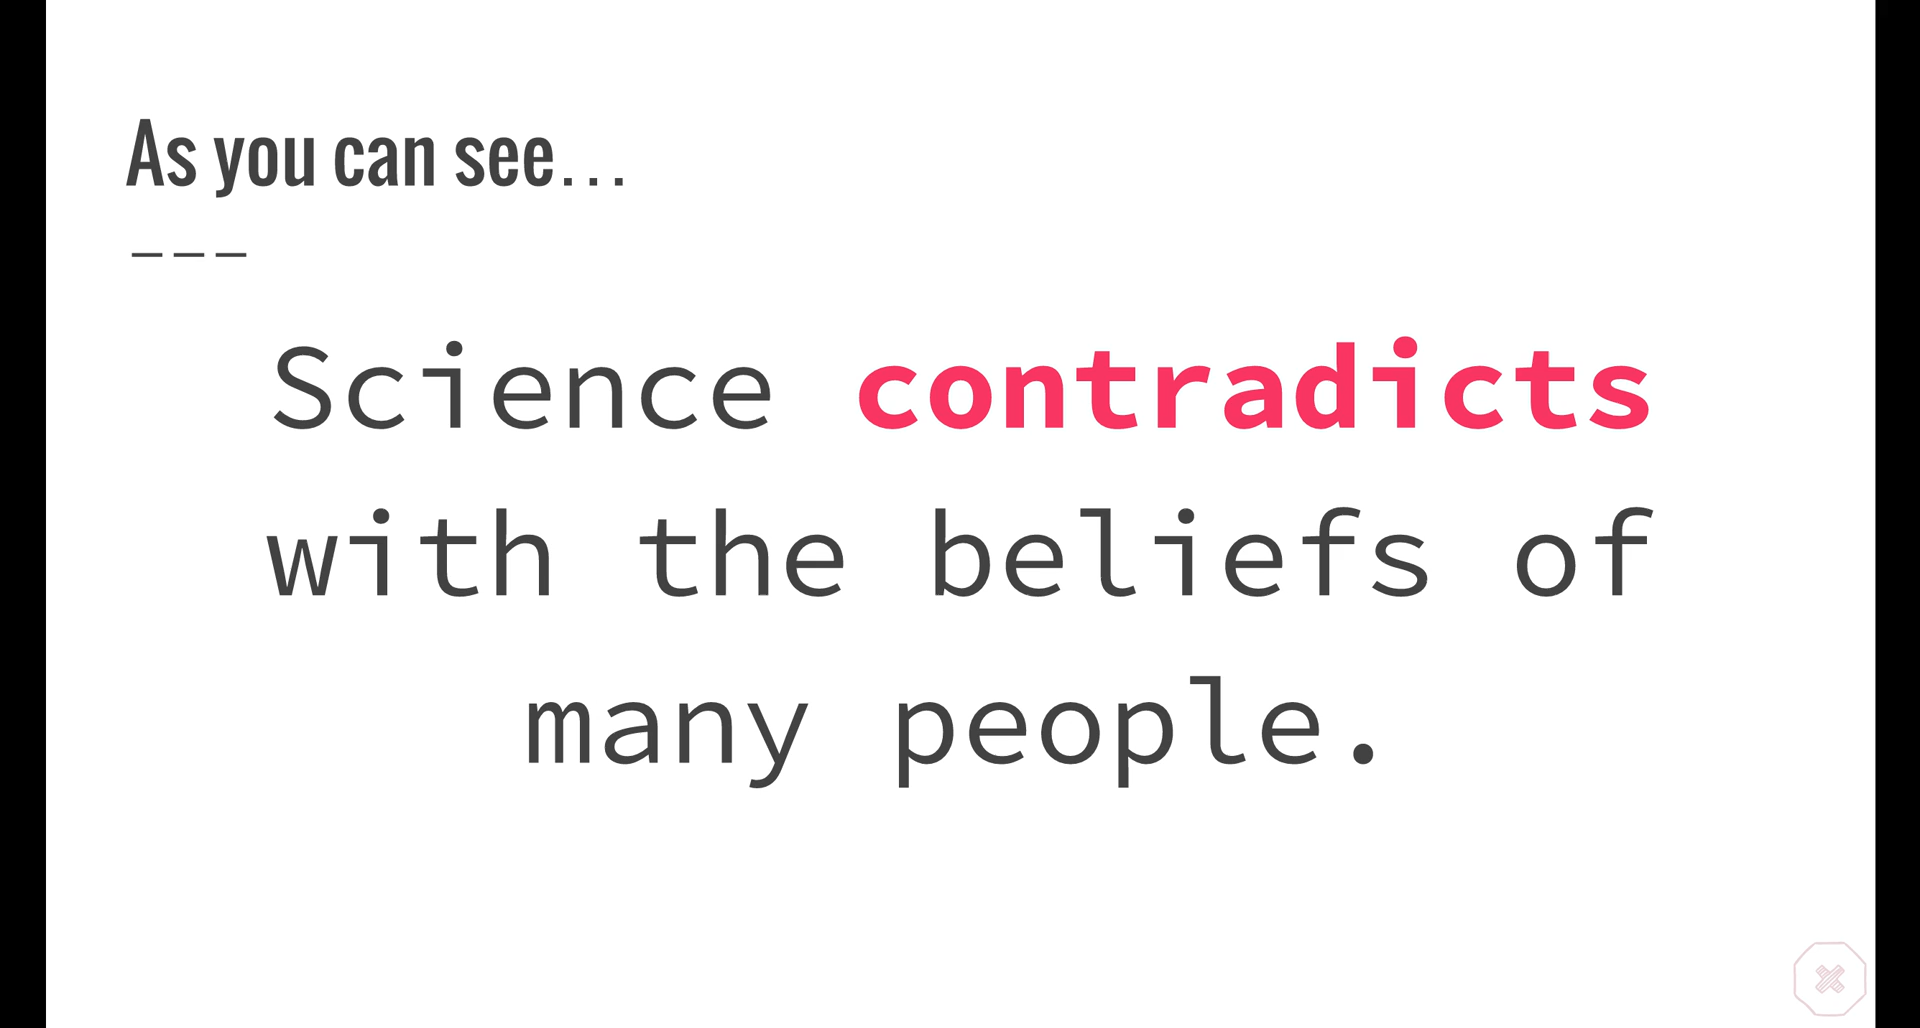 As you can see...
---
Science contradicts
with the beliefs of
many people.